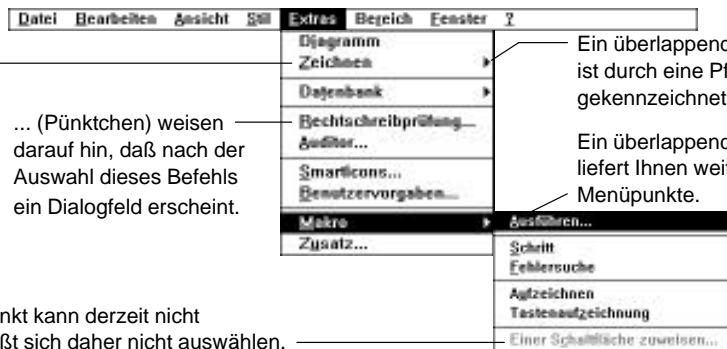 Datei Bearbeiten Ansicht Stil Extras Bereich Fenster ?
Diagramm
Zeichnen
Datenbank
Rechtschreibprüfung...
Auditor...
SmartIcons...
Benutzervorgaben...
Makro
Zusatz...
Ausführen...
Schritt
Fehlersuche
Aufzeichnen
Tastenaufzeichnung
Einer Schaltfläche zuweisen...
... (Pünktchen) weisen
darauf hin, daß nach der
Auswahl dieses Befehls
ein Dialogfeld erscheint.
Ein überlappend
ist durch eine Pf
gekennzeichnet
Ein überlappend
liefert Ihnen weit
Menüpunkte.
nkt kann derzeit nicht
ßt sich daher nicht auswählen.